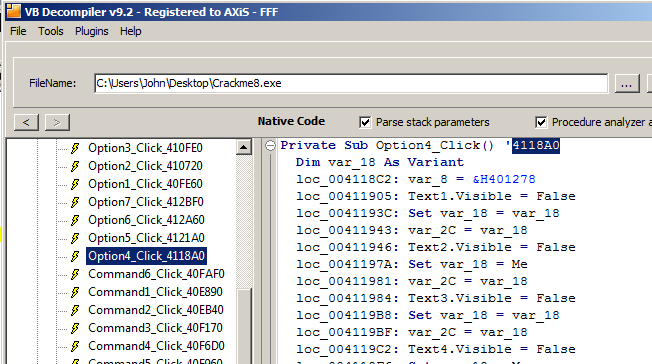 VB Decompiler v9.2 - Registered to AXiS - FFF
File Tools Plugins Help
FileName: C:\Users\John\Desktop\Crackme8.exe ...
< > Native Code Parse stack parameters Procedure analyzer a
Option3_Click_410FE0
Option2_Click_410720
Option1_Click_40FE60
Option7_Click_412BF0
Option6_Click_412A60
Option5_Click_4121A0
Option4_Click_4118A0
Command6_Click_40FAF0
Command1_Click_40E890
Command2_Click_40EB40
Command3_Click_40F170
Command4_Click_40F6D0
Private Sub Option4_Click() '4118A0
Dim var_18 As Variant
loc_004118C2: var_8 = &H401278
loc_00411905: Text1.Visible = False
loc_0041193C: Set var_18 = var_18
loc_00411943: var_2C = var_18
loc_00411946: Text2.Visible = False
loc_0041197A: Set var_18 = Me
loc_00411981: var_2C = var_18
loc_00411984: Text3.Visible = False
loc_004119B8: Set var_18 = var_18
loc_004119BF: var_2C = var_18
loc_004119C2: Text4.Visible = False